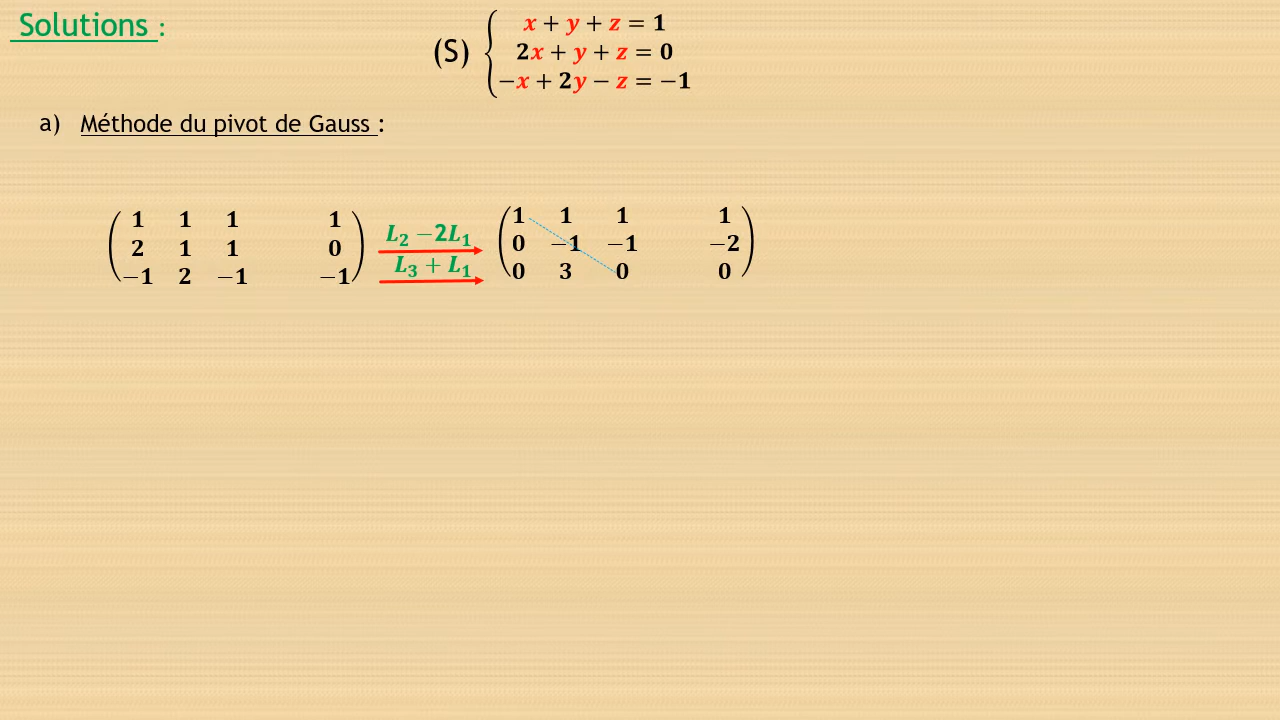 Solutions :
(S) { x + y + z = 1
2x + y + z = 0
−x + 2y − z = −1
a) Méthode du pivot de Gauss :
( 1 1 1 1
2 1 1 0
−1 2 −1 −1 )
L₂ − 2L₁
L₃ + L₁
( 1 1 1 1
0 −1 −1 −2
0 3 0 0 )